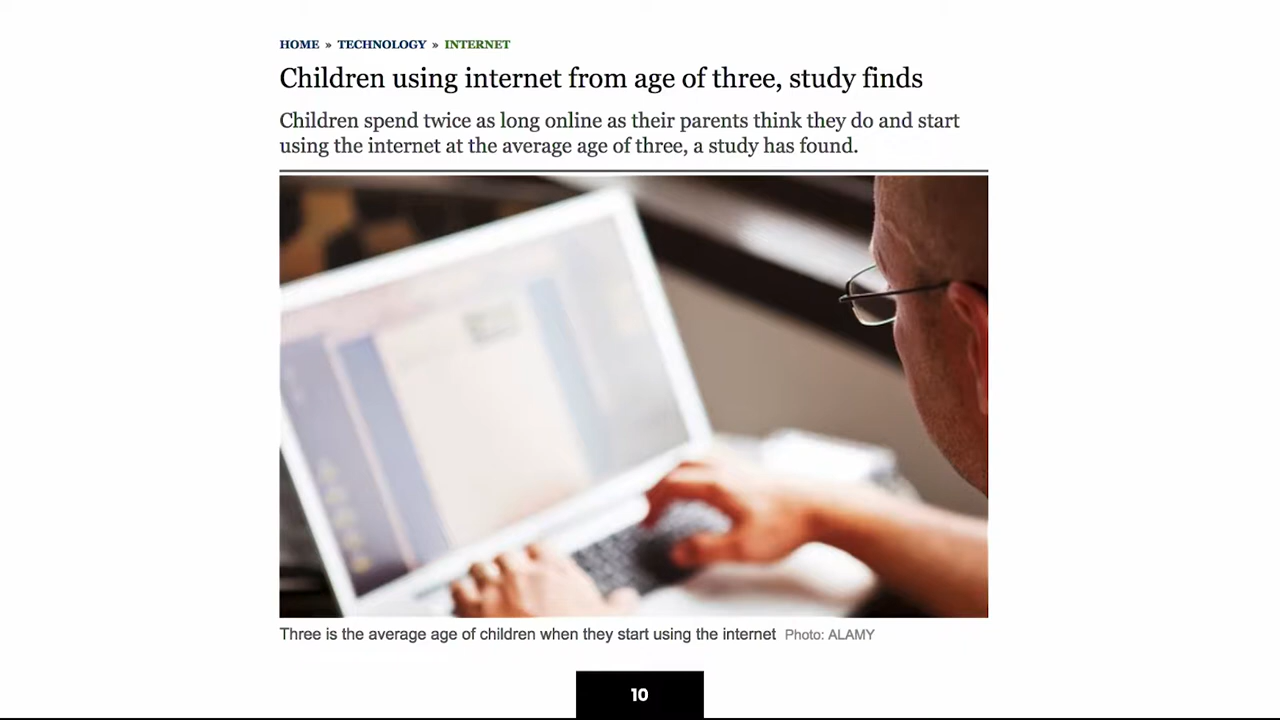 HOME » TECHNOLOGY » INTERNET
Children using internet from age of three, study finds
Children spend twice as long online as their parents think they do and start
using the internet at the average age of three, a study has found.
Three is the average age of children when they start using the internet Photo: ALAMY
10